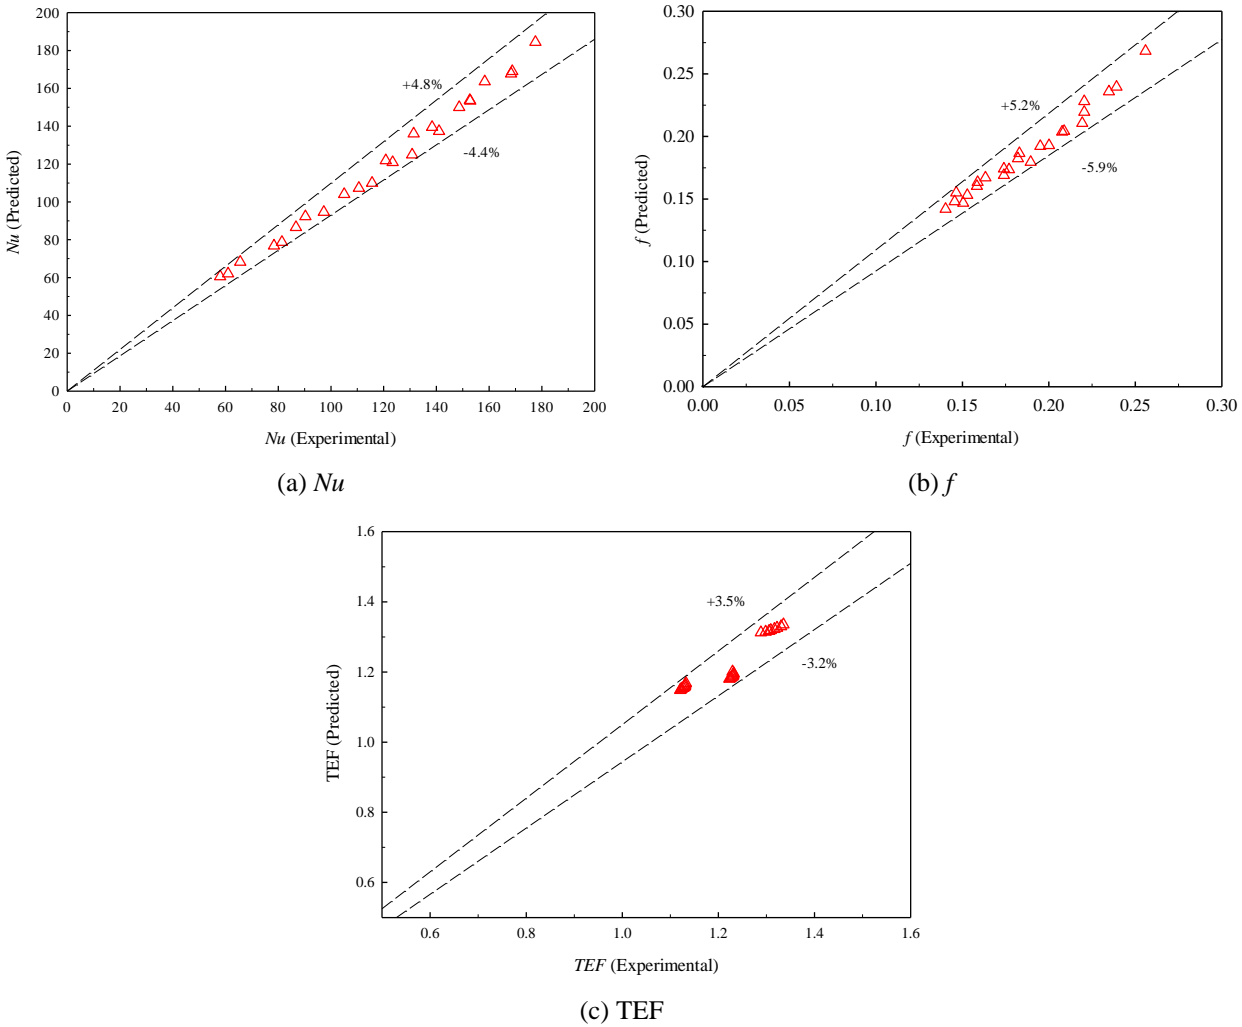 200
180
160
140
120
100
80
60
40
20
0
Nu (Predicted)
+4.8%
-4.4%
0 20 40 60 80 100 120 140 160 180 200
Nu (Experimental)
(a) Nu
0.30
0.25
0.20
0.15
0.10
0.05
0.00
f (Predicted)
+5.2%
-5.9%
0.00 0.05 0.10 0.15 0.20 0.25 0.30
f (Experimental)
(b) f
1.6
1.4
1.2
1.0
0.8
0.6
TEF (Predicted)
+3.5%
-3.2%
0.6 0.8 1.0 1.2 1.4 1.6
TEF (Experimental)
(c) TEF